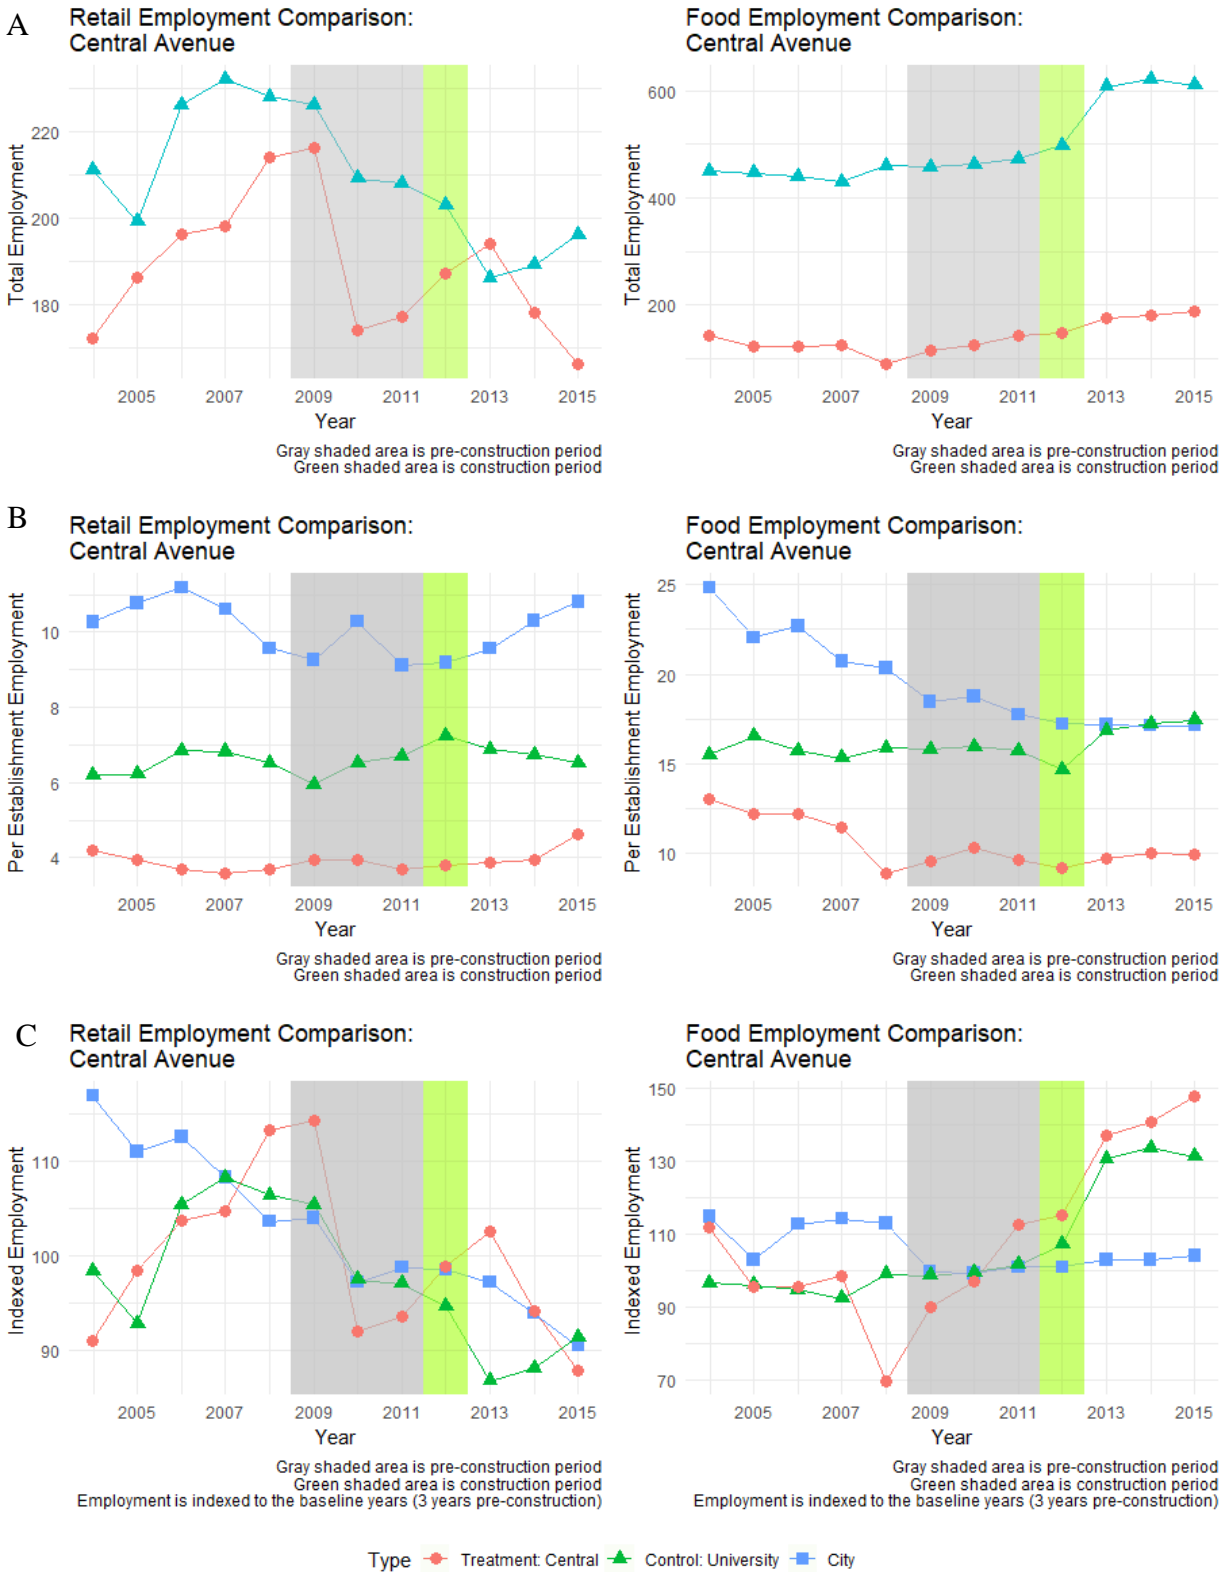 A
Retail Employment Comparison:
Central Avenue
Total Employment
220
200
180
2005 2007 2009 2011 2013 2015
Year
Gray shaded area is pre-construction period
Green shaded area is construction period
Food Employment Comparison:
Central Avenue
Total Employment
600
400
200
2005 2007 2009 2011 2013 2015
Year
Gray shaded area is pre-construction period
Green shaded area is construction period
B
Retail Employment Comparison:
Central Avenue
Per Establishment Employment
10
8
6
4
2005 2007 2009 2011 2013 2015
Year
Gray shaded area is pre-construction period
Green shaded area is construction period
Food Employment Comparison:
Central Avenue
Per Establishment Employment
25
20
15
10
2005 2007 2009 2011 2013 2015
Year
Gray shaded area is pre-construction period
Green shaded area is construction period
C
Retail Employment Comparison:
Central Avenue
Indexed Employment
110
100
90
2005 2007 2009 2011 2013 2015
Year
Gray shaded area is pre-construction period
Green shaded area is construction period
Employment is indexed to the baseline years (3 years pre-construction)
Food Employment Comparison:
Central Avenue
Indexed Employment
150
130
110
90
70
2005 2007 2009 2011 2013 2015
Year
Gray shaded area is pre-construction period
Green shaded area is construction period
Employment is indexed to the baseline years (3 years pre-construction)
Type Treatment: Central Control: University City